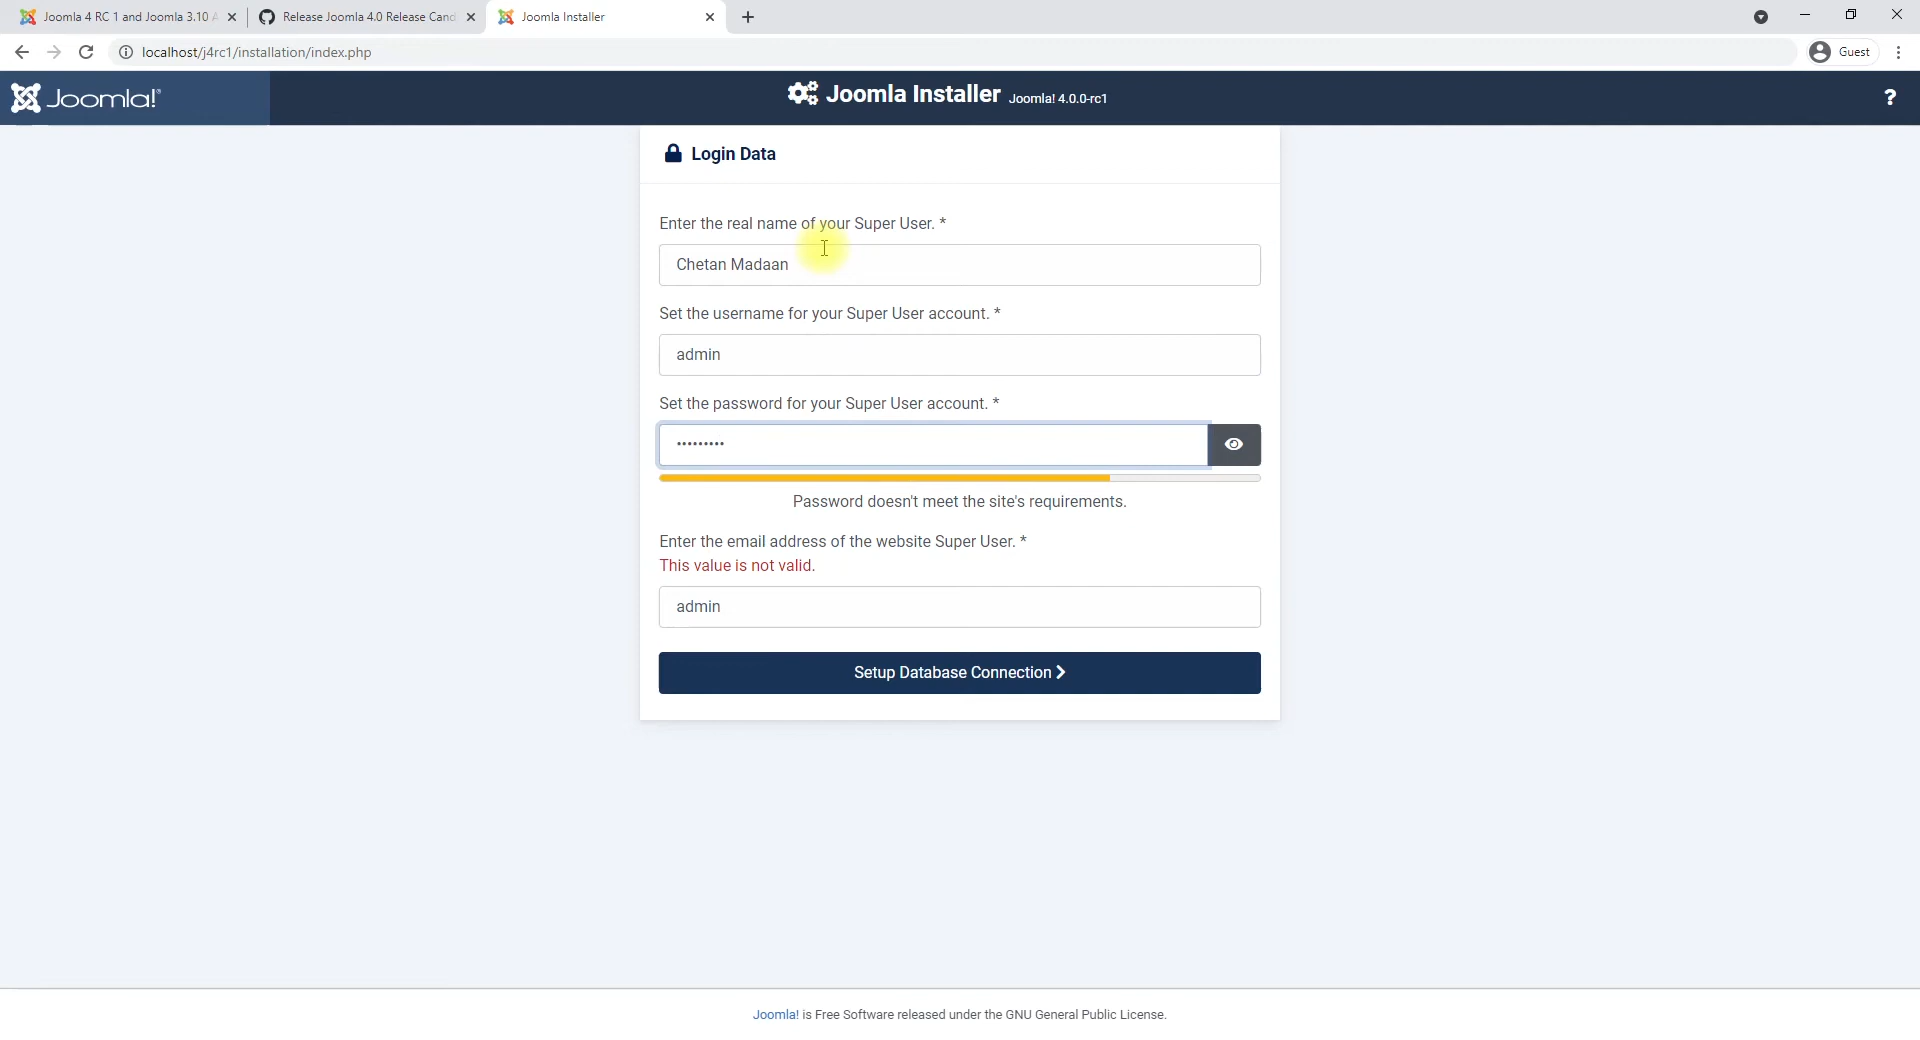 Joomla 4 RC 1 and Joomla 3.10 A
Release Joomla 4.0 Release Cand
Joomla Installer
localhost/j4rc1/installation/index.php
Guest
Joomla!®
Joomla Installer Joomla! 4.0.0-rc1
?
Login Data
Enter the real name of your Super User. *
Chetan Madaan
Set the username for your Super User account. *
admin
Set the password for your Super User account. *
•••••••••
Password doesn't meet the site's requirements.
Enter the email address of the website Super User. *
This value is not valid.
admin
Setup Database Connection
Joomla! is Free Software released under the GNU General Public License.